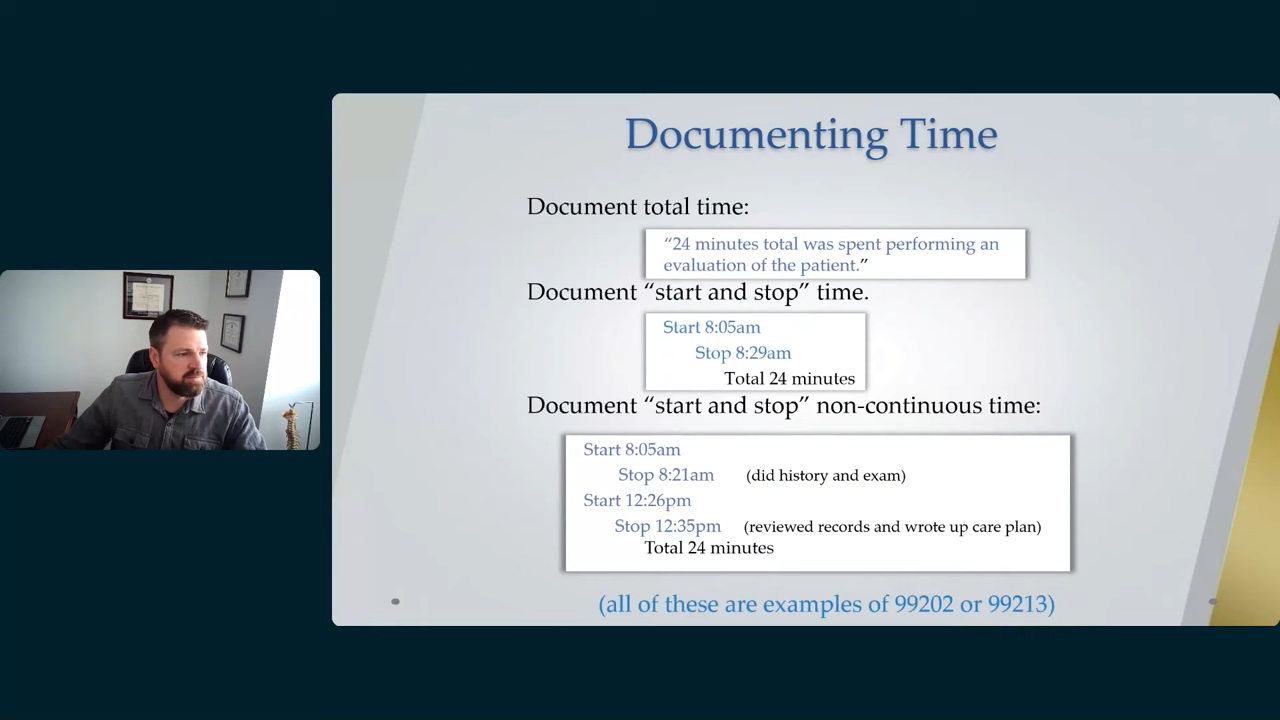 Documenting Time
Document total time:
“24 minutes total was spent performing an
evaluation of the patient.”
Document “start and stop” time.
Start 8:05am
Stop 8:29am
Total 24 minutes
Document “start and stop” non-continuous time:
Start 8:05am
Stop 8:21am (did history and exam)
Start 12:26pm
Stop 12:35pm (reviewed records and wrote up care plan)
Total 24 minutes
(all of these are examples of 99202 or 99213)